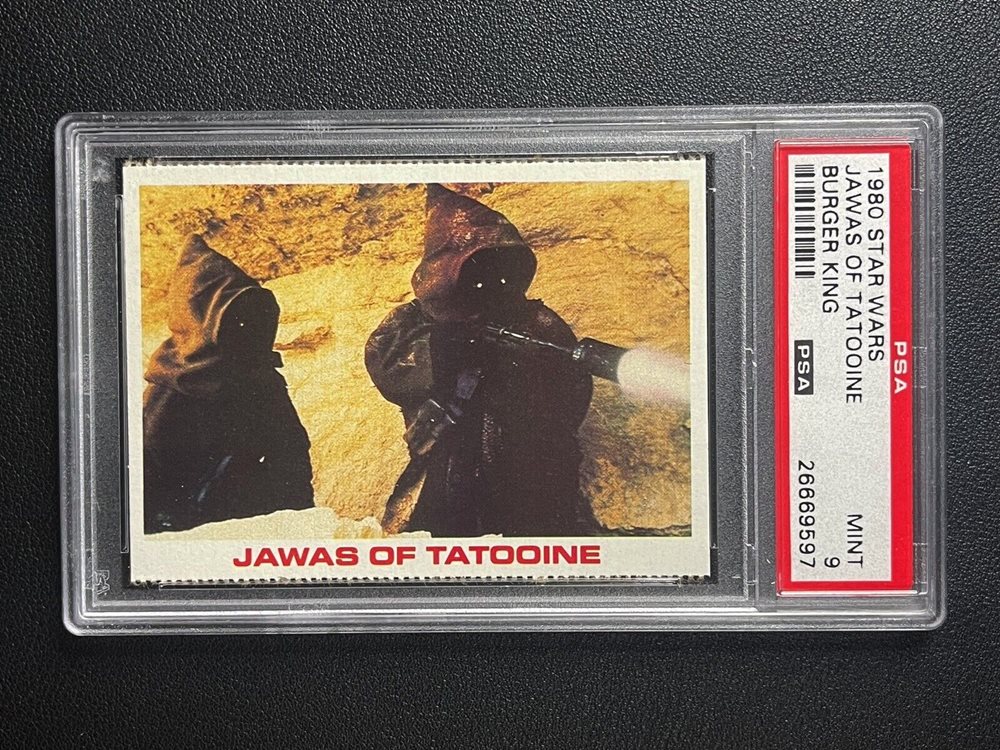 JAWAS OF TATOOINE
PSA
1980 STAR WARS
JAWAS OF TATOOINE
BURGER KING
PSA
MINT
9
26669597